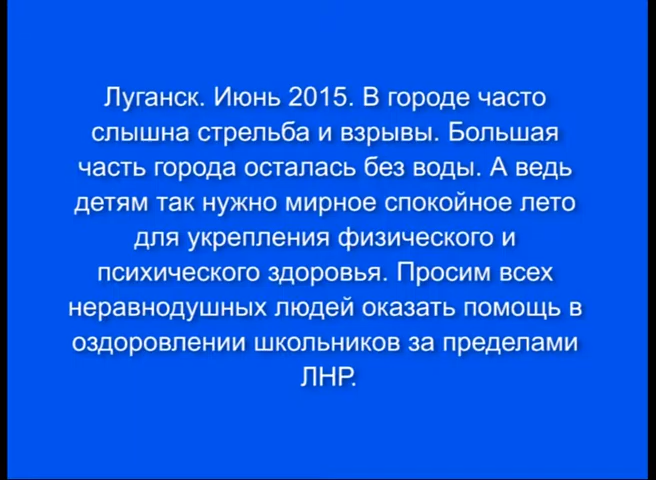 Луганск. Июнь 2015. В городе часто
слышна стрельба и взрывы. Большая
часть города осталась без воды. А ведь
детям так нужно мирное спокойное лето
для укрепления физического и
психического здоровья. Просим всех
неравнодушных людей оказать помощь в
оздоровлении школьников за пределами
ЛНР.